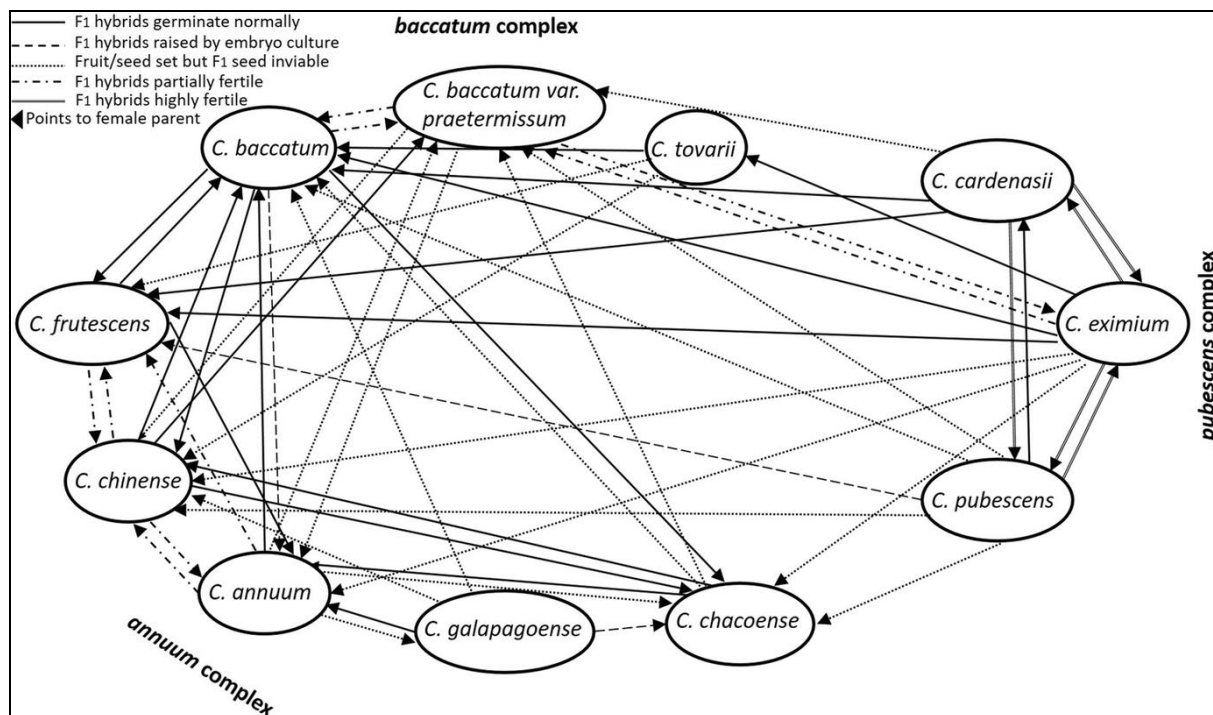 F1 hybrids germinate normally
F1 hybrids raised by embryo culture
Fruit/seed set but F1 seed inviable
F1 hybrids partially fertile
F1 hybrids highly fertile
Points to female parent
baccatum complex
C. baccatum var.
praetermissum
C. baccatum
C. tovarii
C. cardenasii
C. frutescens
C. eximium
pubescens complex
C. chinense
C. pubescens
C. annuum
C. galapagoense
C. chacoense
annuum complex